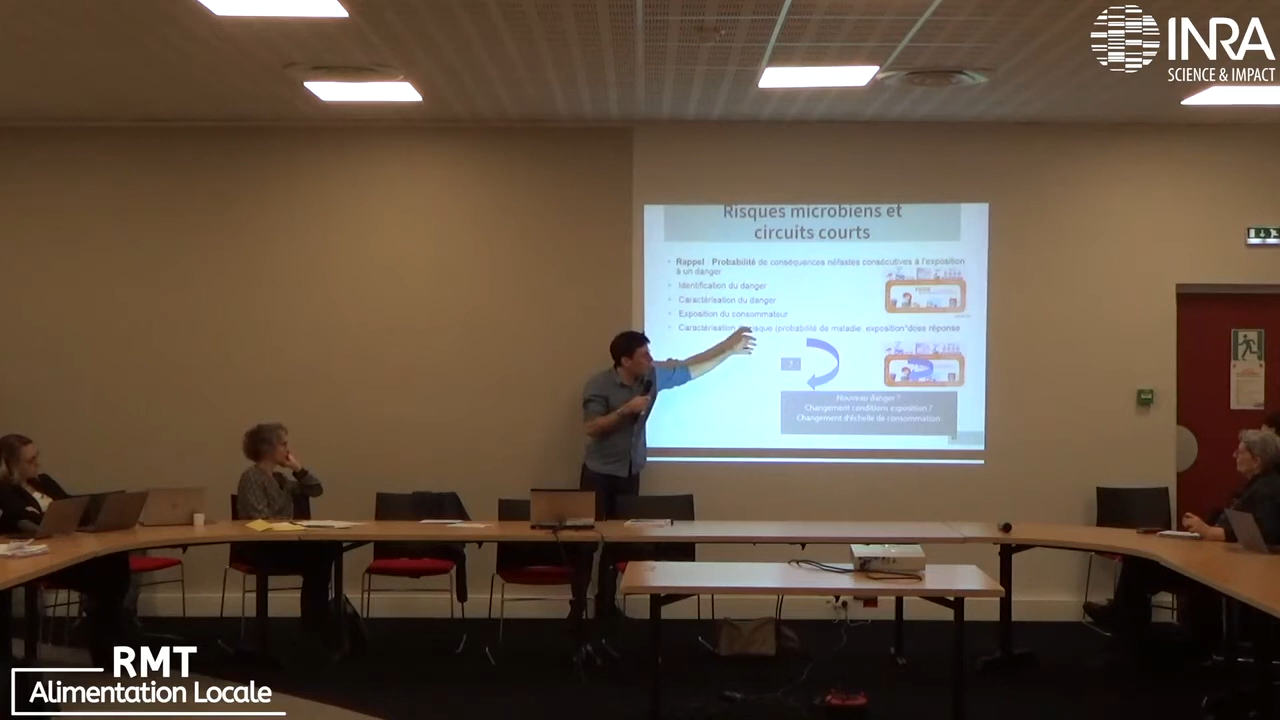 INRA
SCIENCE & IMPACT
Risques microbiens et
circuits courts
Rappel : Probabilité de conséquences néfastes consécutives à l'exposition
à un danger
Identification du danger
Caractérisation du danger
Exposition du consommateur
Caractérisation risque (probabilité de maladie: exposition*dose réponse
?
Nouveau danger ?
Changement conditions exposition ?
Changement d'échelle de consommation
RMT
Alimentation Locale